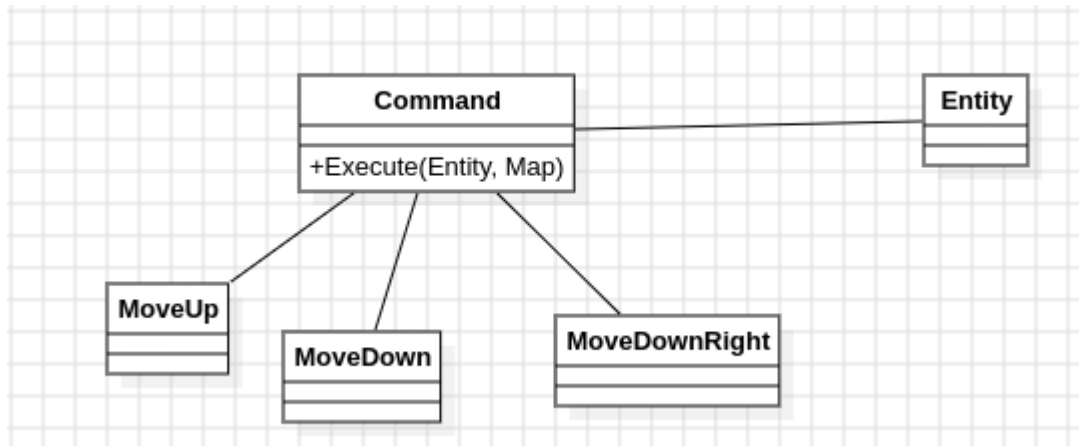 Command
Entity
+Execute(Entity, Map)
MoveUp
MoveDown
MoveDownRight